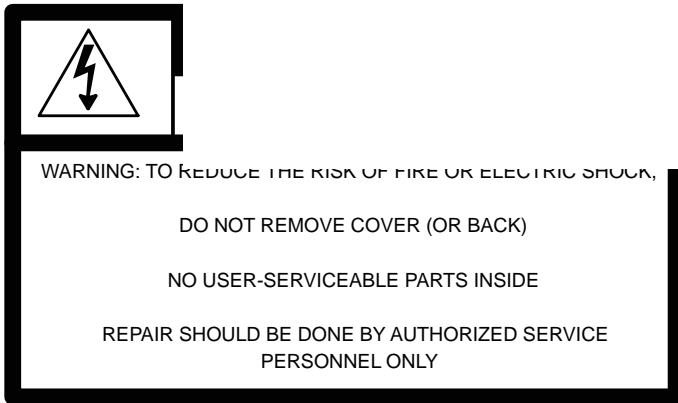 WARNING: TO REDUCE THE RISK OF FIRE OR ELECTRIC SHOCK,
DO NOT REMOVE COVER (OR BACK)
NO USER-SERVICEABLE PARTS INSIDE
REPAIR SHOULD BE DONE BY AUTHORIZED SERVICE
PERSONNEL ONLY